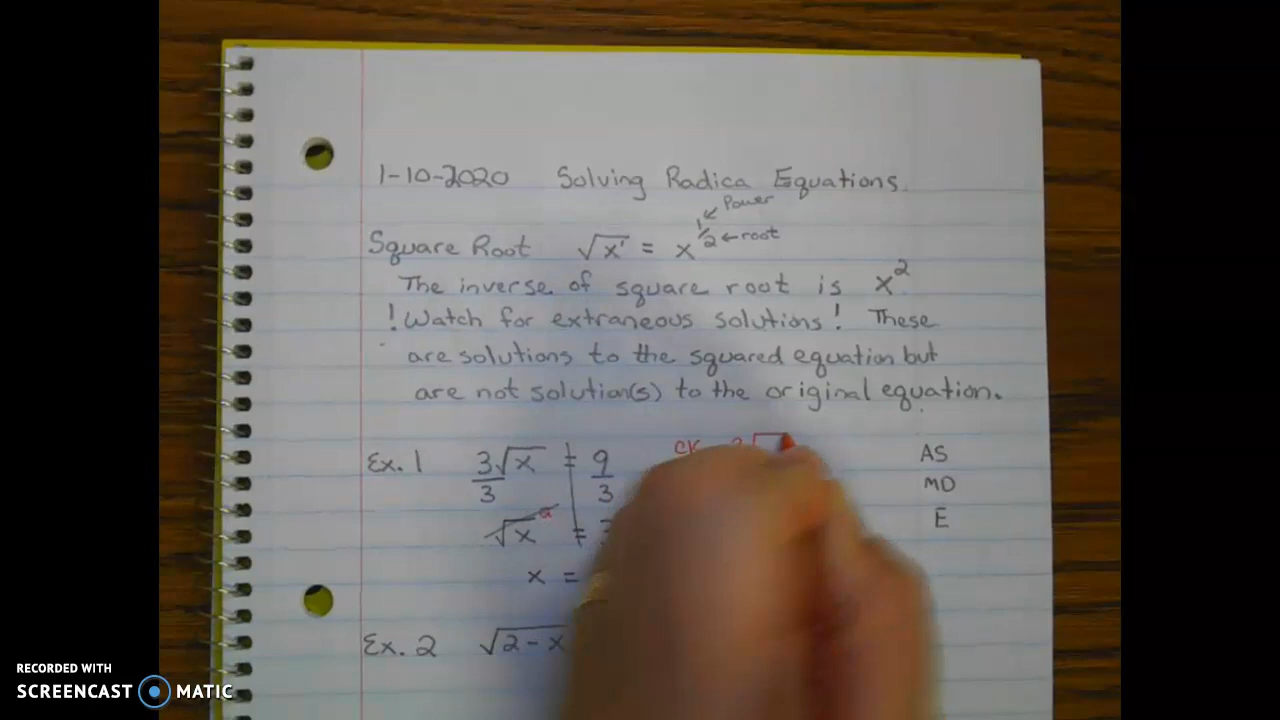 1-10-2020 Solving Radica Equations
Power
Square Root √x¹ = x^1/2 ← root
The inverse of square root is x²
! Watch for extraneous solutions! These
are solutions to the squared equation but
are not solution(s) to the original equation.
Ex. 1 3√x = 9 CK AS
3 3 MD
√x² = E
x =
Ex. 2 √2-x
RECORDED WITH
SCREENCAST MATIC